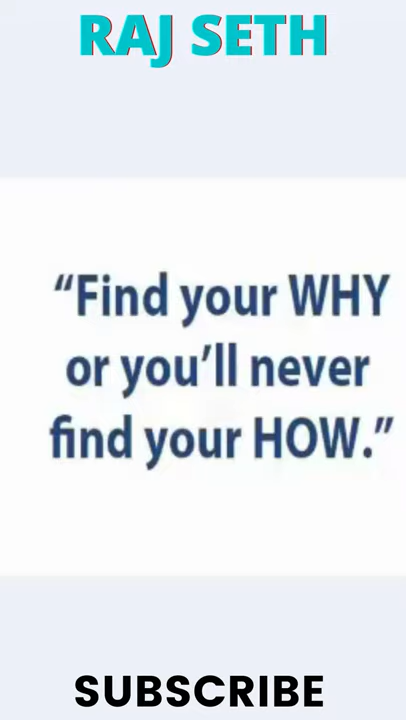 RAJ SETH
“Find your WHY
or you’ll never
find your HOW.”
SUBSCRIBE